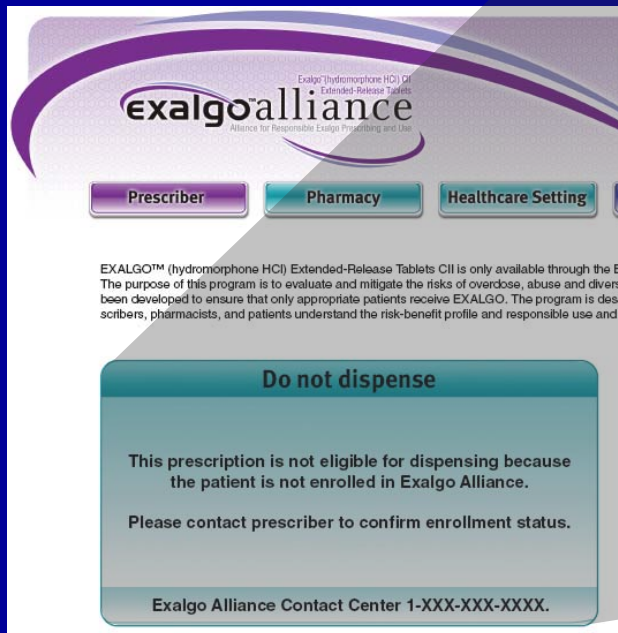 Exalgo™(hydromorphone HCl) CII
Extended-Release Tablets
exalgo™alliance
Alliance for Responsible Exalgo Prescribing and Use
Prescriber
Pharmacy
Healthcare Setting
EXALGO™ (hydromorphone HCl) Extended-Release Tablets CII is only available through the E
The purpose of this program is to evaluate and mitigate the risks of overdose, abuse and divers
been developed to ensure that only appropriate patients receive EXALGO. The program is des
scribers, pharmacists, and patients understand the risk-benefit profile and responsible use and
Do not dispense
This prescription is not eligible for dispensing because
the patient is not enrolled in Exalgo Alliance.
Please contact prescriber to confirm enrollment status.
Exalgo Alliance Contact Center 1-XXX-XXX-XXXX.